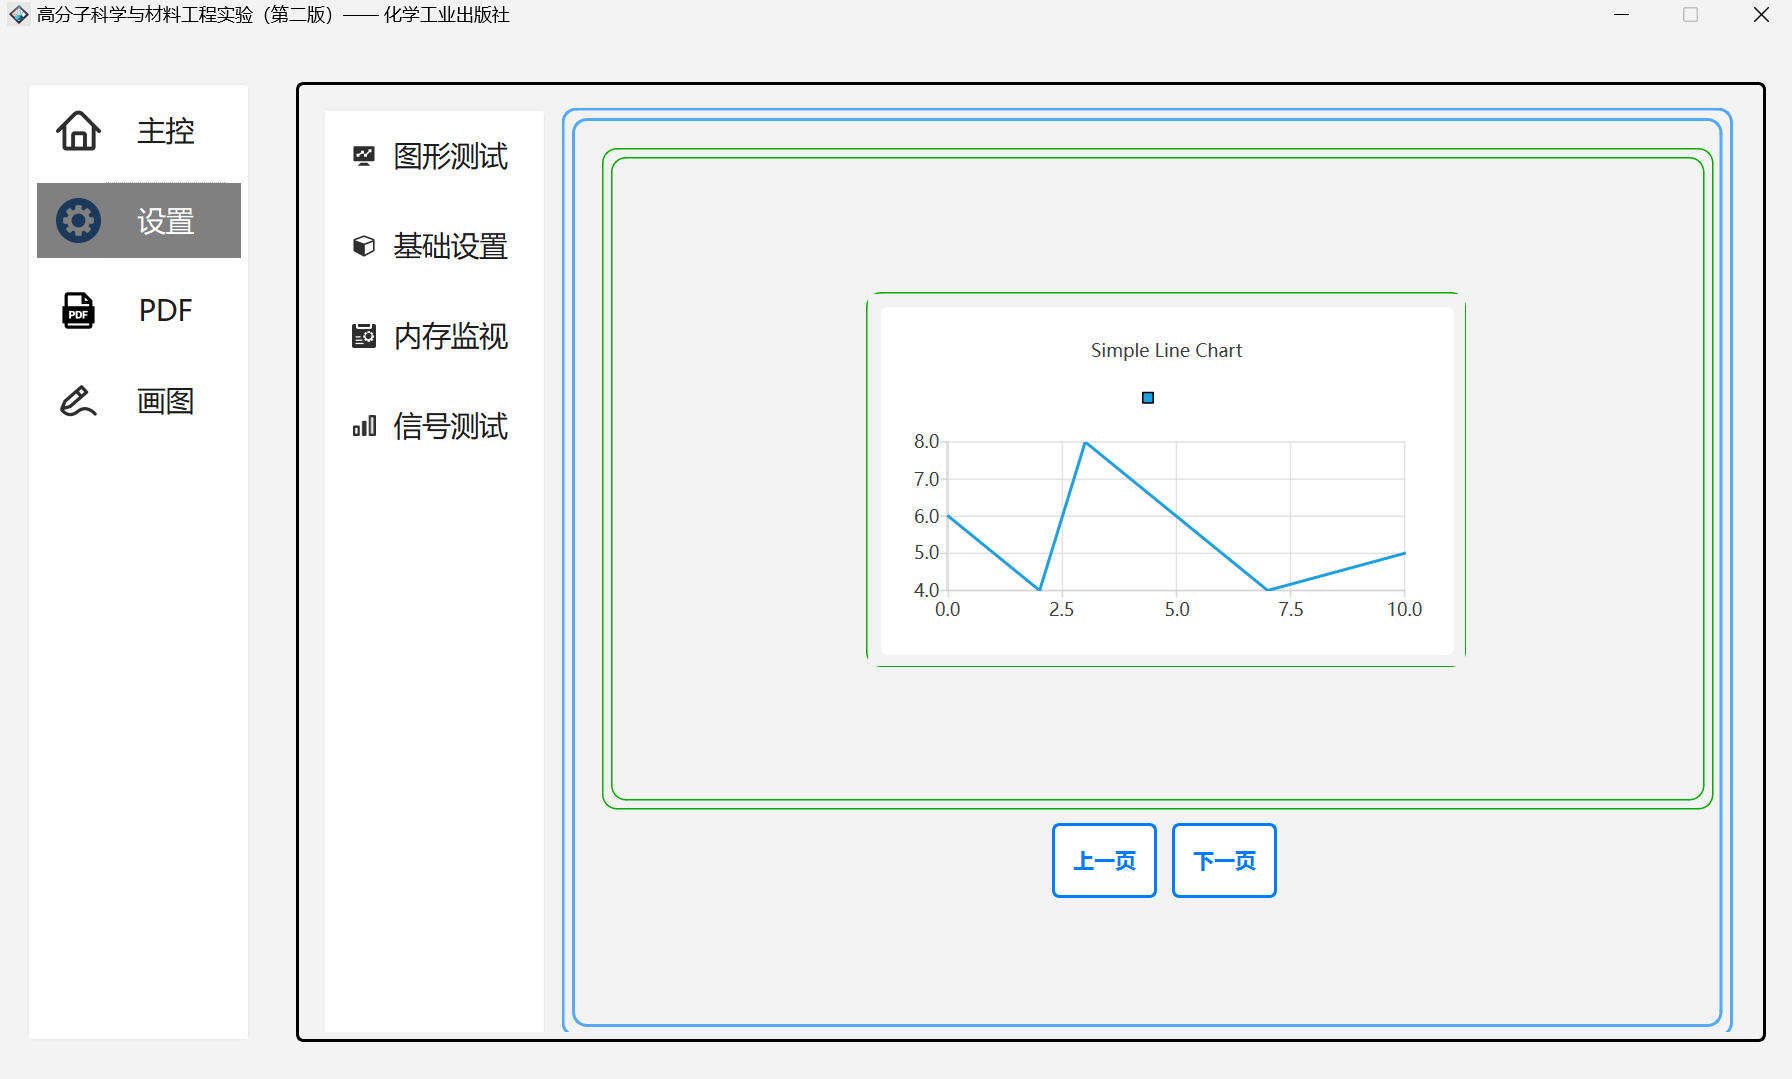 高分子科学与材料工程实验（第二版）—— 化学工业出版社
主控
设置
PDF
PDF
画图
图形测试
基础设置
内存监视
信号测试
Simple Line Chart
8.0
7.0
6.0
5.0
4.0
0.0 2.5 5.0 7.5 10.0
上一页 下一页